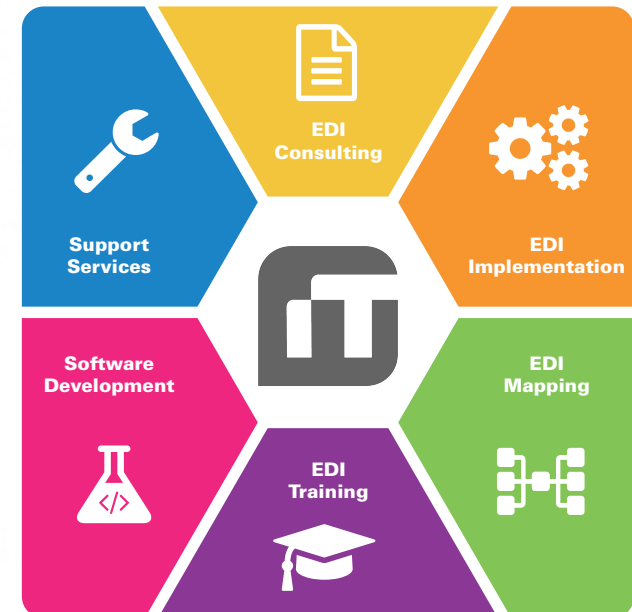 EDI
Consulting
EDI
Implementation
EDI
Mapping
EDI
Training
Software
Development
</>
Support
Services